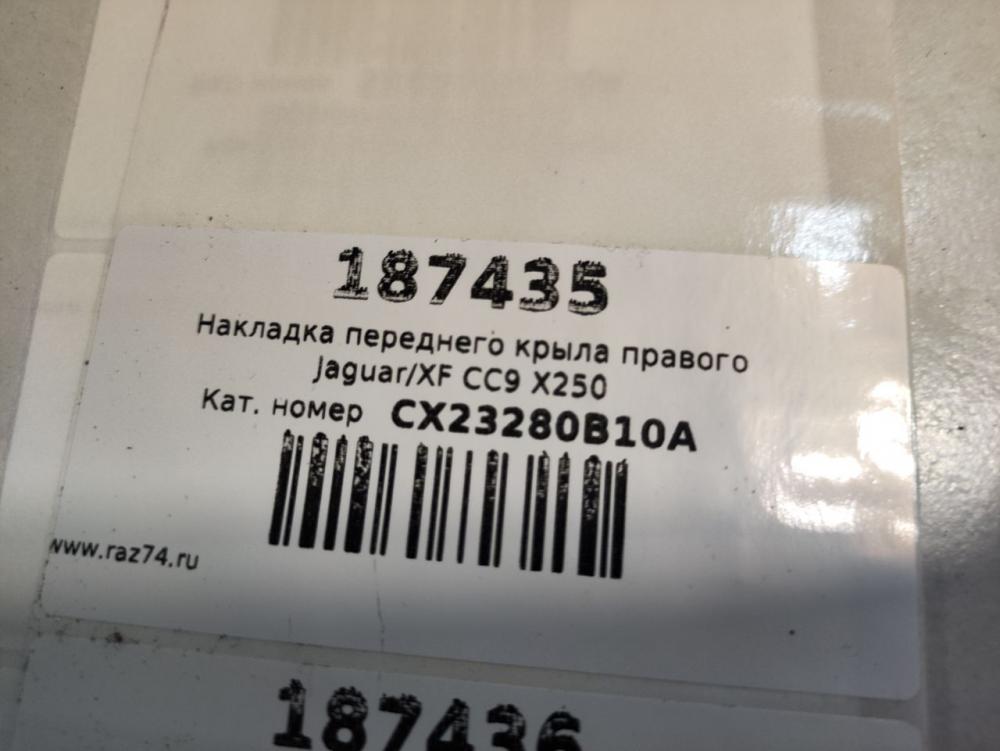 187435
Накладка переднего крыла правого
Jaguar/XF CC9 X250
Кат. номер CX23280B10A
www.raz74.ru
187436